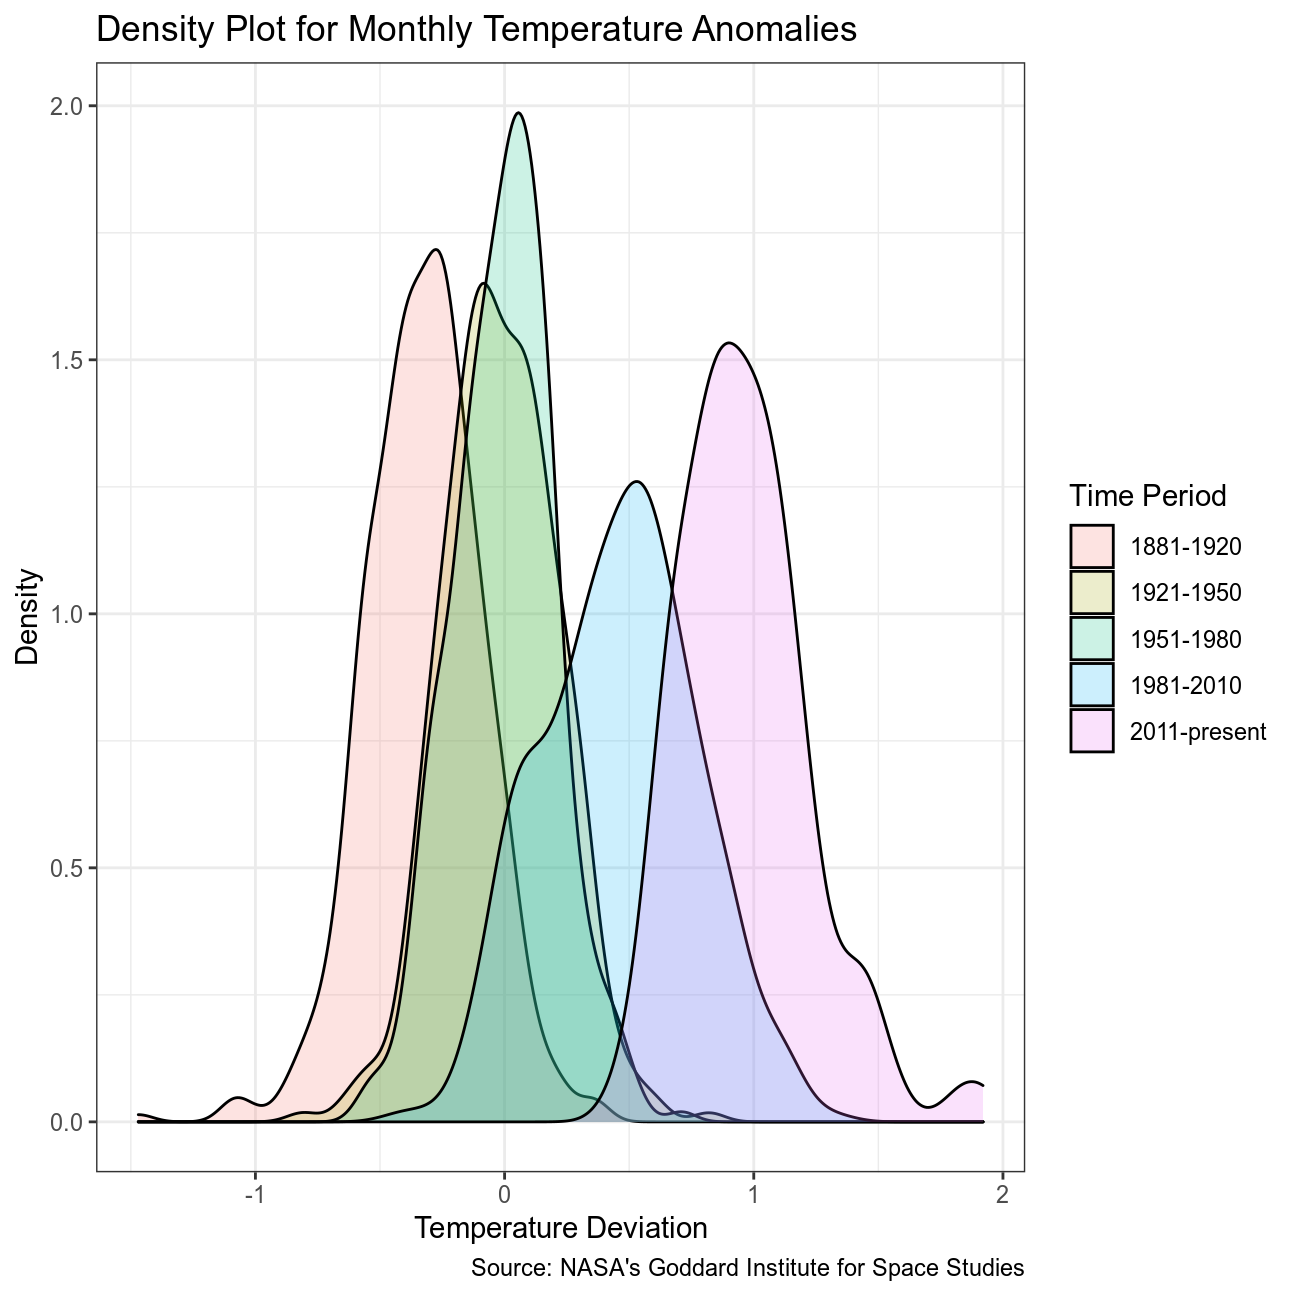 Density Plot for Monthly Temperature Anomalies
2.0
1.5
1.0
0.5
0.0
Density
-1 0 1 2
Temperature Deviation
Source: NASA's Goddard Institute for Space Studies
Time Period
1881-1920
1921-1950
1951-1980
1981-2010
2011-present